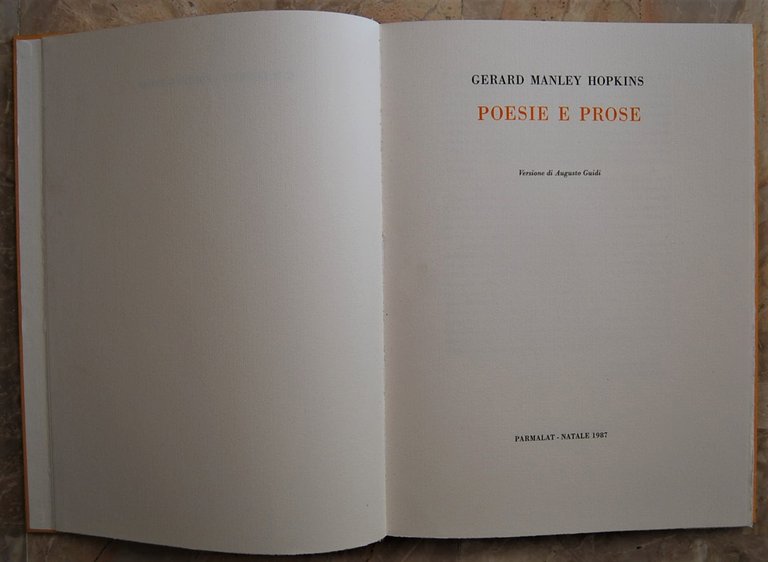 GERARD MANLEY HOPKINS
POESIE E PROSE
Versione di Augusto Guidi
PARMALAT - NATALE 1987